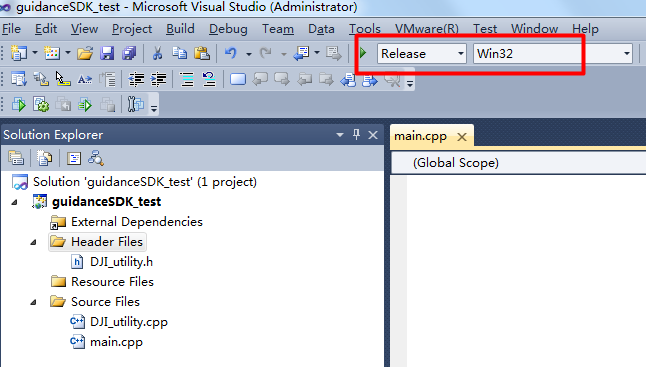 guidanceSDK_test - Microsoft Visual Studio (Administrator)
File Edit View Project Build Debug Team Data Tools VMware(R) Test Window Help
Release Win32
Solution Explorer
main.cpp
(Global Scope)
Solution 'guidanceSDK_test' (1 project)
guidanceSDK_test
External Dependencies
Header Files
DJI_utility.h
Resource Files
Source Files
DJI_utility.cpp
main.cpp